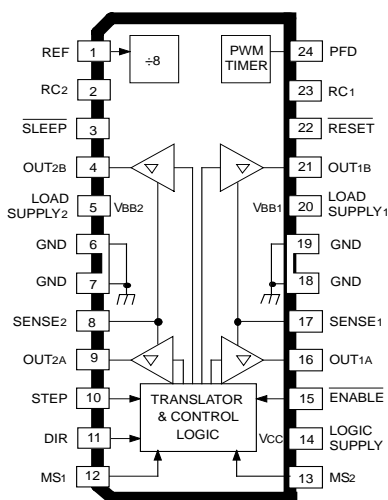 REF 1 ÷8 PWM TIMER 24 PFD
RC2 2 23 RC1
SLEEP 3 22 RESET
OUT2B 4 21 OUT1B
LOAD SUPPLY2 5 VBB2 VBB1 20 LOAD SUPPLY1
GND 6 19 GND
GND 7 18 GND
SENSE2 8 17 SENSE1
OUT2A 9 16 OUT1A
STEP 10 TRANSLATOR & CONTROL LOGIC 15 ENABLE
DIR 11 VCC 14 LOGIC SUPPLY
MS1 12 13 MS2